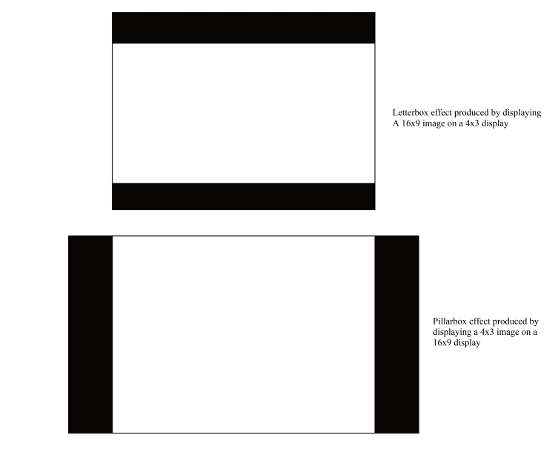 Letterbox effect produced by displaying
A 16x9 image on a 4x3 display
Pillarbox effect produced by
displaying a 4x3 image on a
16x9 display